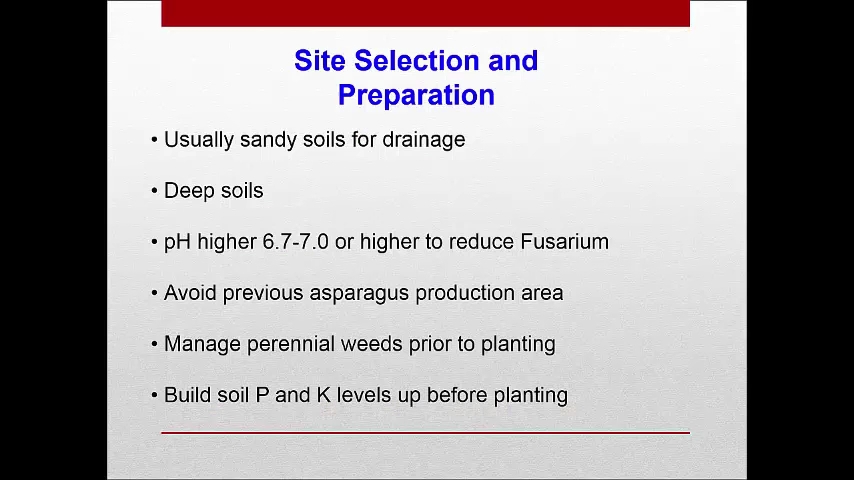 Site Selection and
Preparation
• Usually sandy soils for drainage
• Deep soils
• pH higher 6.7-7.0 or higher to reduce Fusarium
• Avoid previous asparagus production area
• Manage perennial weeds prior to planting
• Build soil P and K levels up before planting